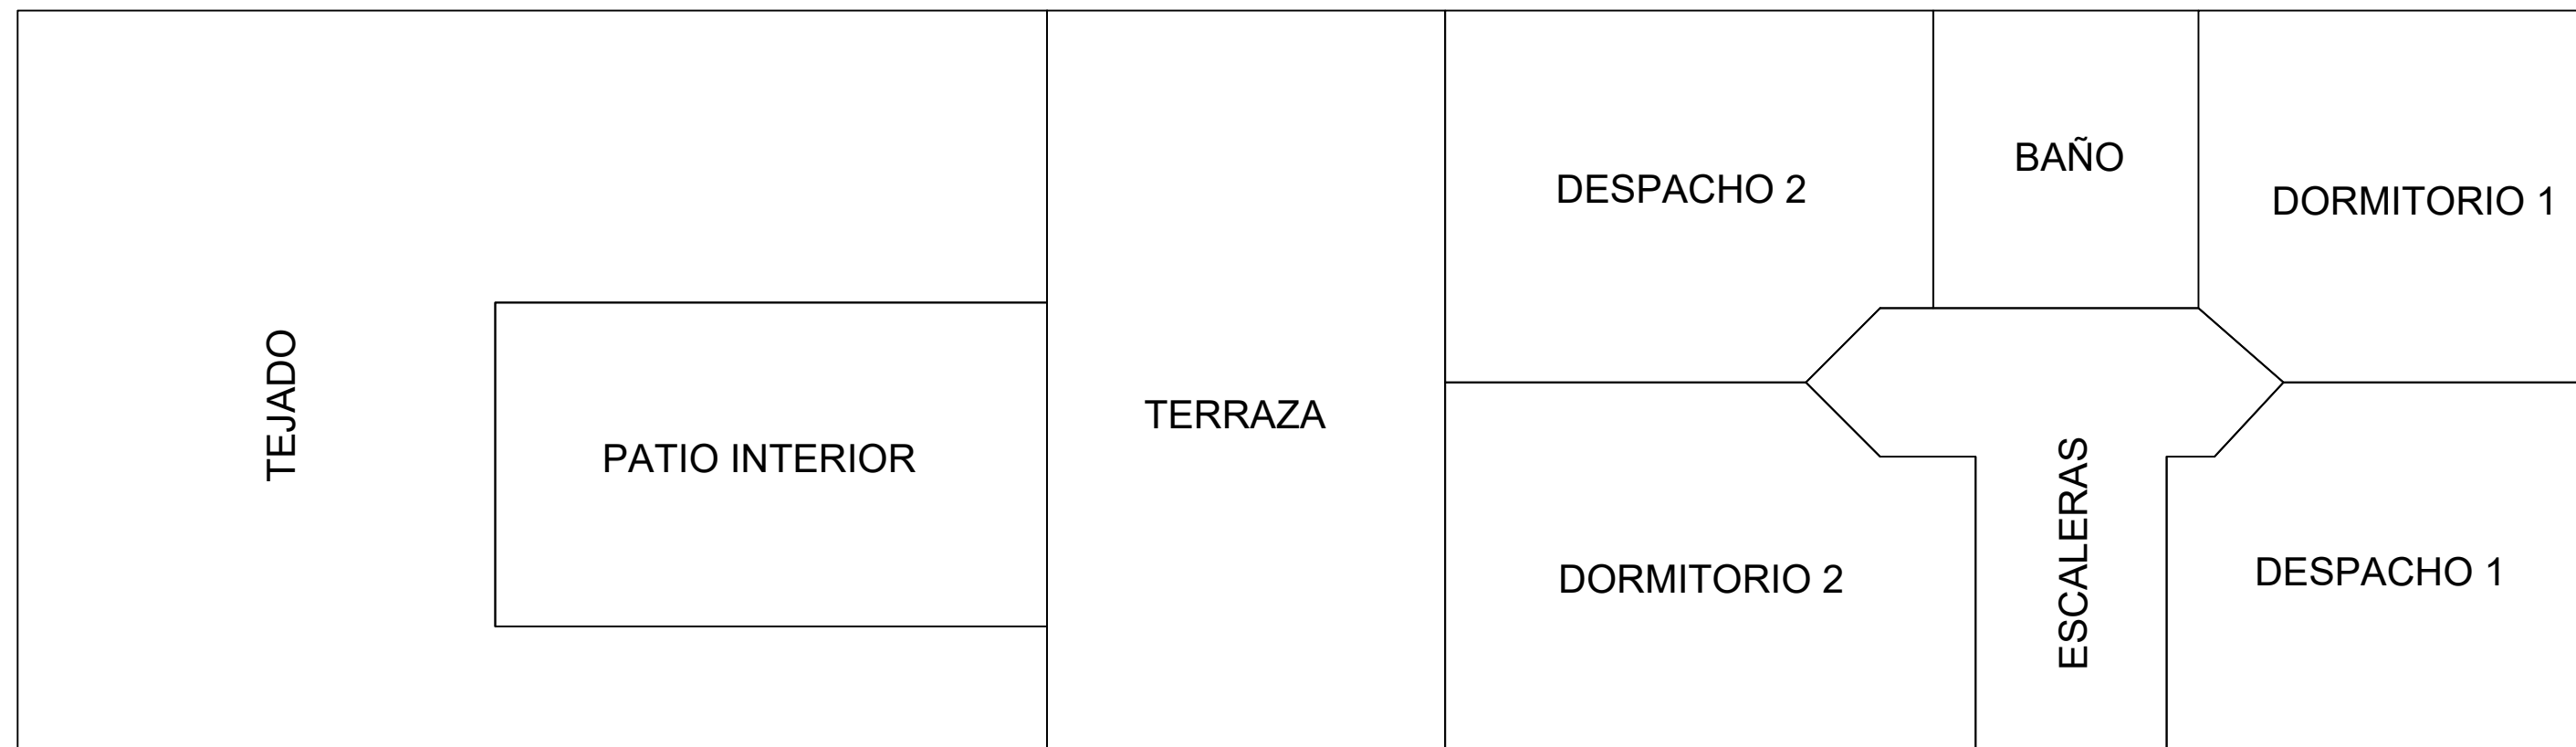 TEJADO
PATIO INTERIOR
TERRAZA
DESPACHO 2
BAÑO
DORMITORIO 1
DORMITORIO 2
ESCALERAS
DESPACHO 1